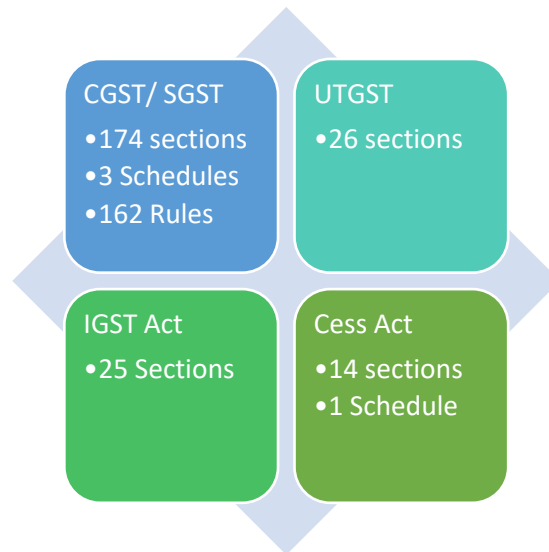 CGST/ SGST
•174 sections
•3 Schedules
•162 Rules
UTGST
•26 sections
IGST Act
•25 Sections
Cess Act
•14 sections
•1 Schedule